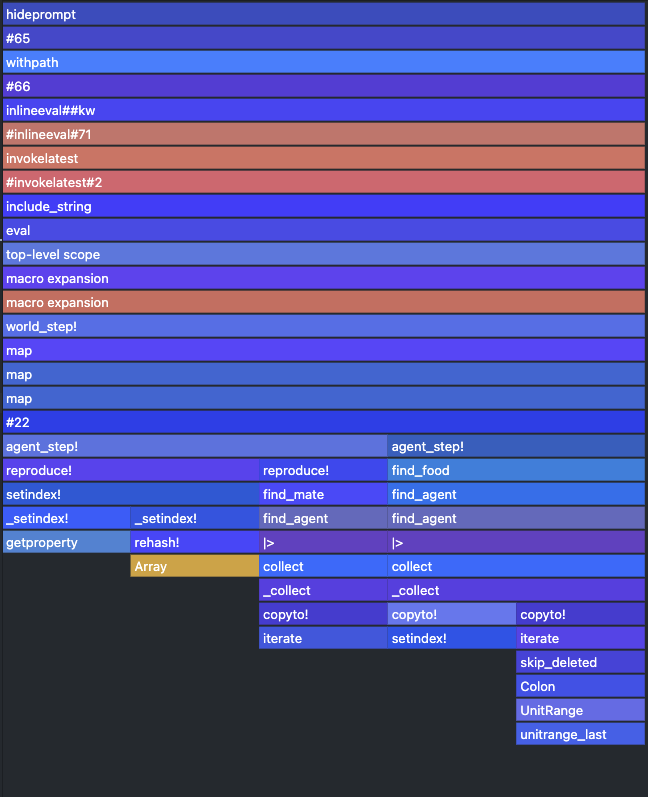 hideprompt
#65
withpath
#66
inlineeval##kw
#inlineeval#71
invokelatest
#invokelatest#2
include_string
eval
top-level scope
macro expansion
macro expansion
world_step!
map
map
map
#22
agent_step! agent_step!
reproduce! reproduce! find_food
setindex! find_mate find_agent
_setindex! _setindex! find_agent find_agent
getproperty rehash! |> |>
Array collect collect
_collect _collect
copyto! copyto! copyto!
iterate setindex! iterate
skip_deleted
Colon
UnitRange
unitrange_last